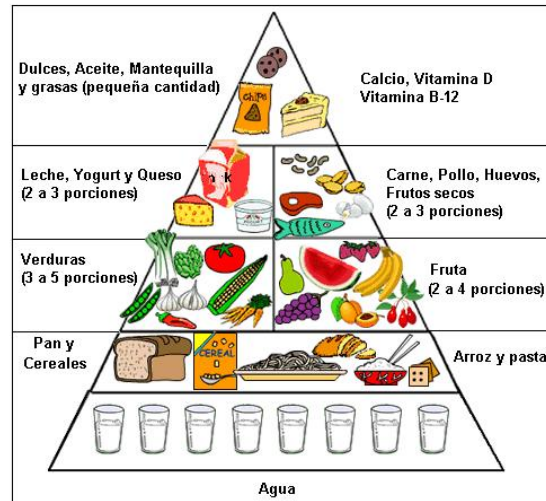 Dulces, Aceite, Mantequilla
y grasas (pequeña cantidad)
Calcio, Vitamina D
Vitamina B-12
Chips
Leche, Yogurt y Queso
(2 a 3 porciones)
Carne, Pollo, Huevos,
Frutos secos
(2 a 3 porciones)
YOGURT
Verduras
(3 a 5 porciones)
Fruta
(2 a 4 porciones)
Pan y
Cereales
CEREAL
Arroz y pasta
Agua